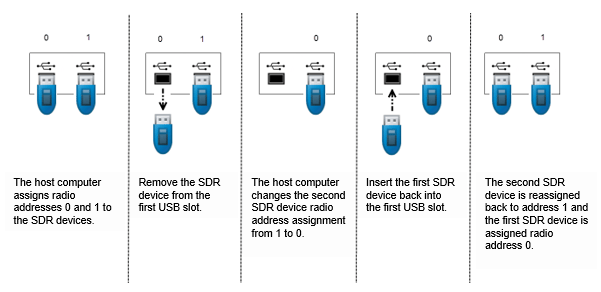 0 1
0 1
0
0
0 1
The host computer
assigns radio
addresses 0 and 1 to
the SDR devices.
Remove the SDR
device from the
first USB slot.
The host computer
changes the second
SDR device radio
address assignment
from 1 to 0.
Insert the first SDR
device back into
the first USB slot.
The second SDR
device is reassigned
back to address 1 and
the first SDR device is
assigned radio
address 0.